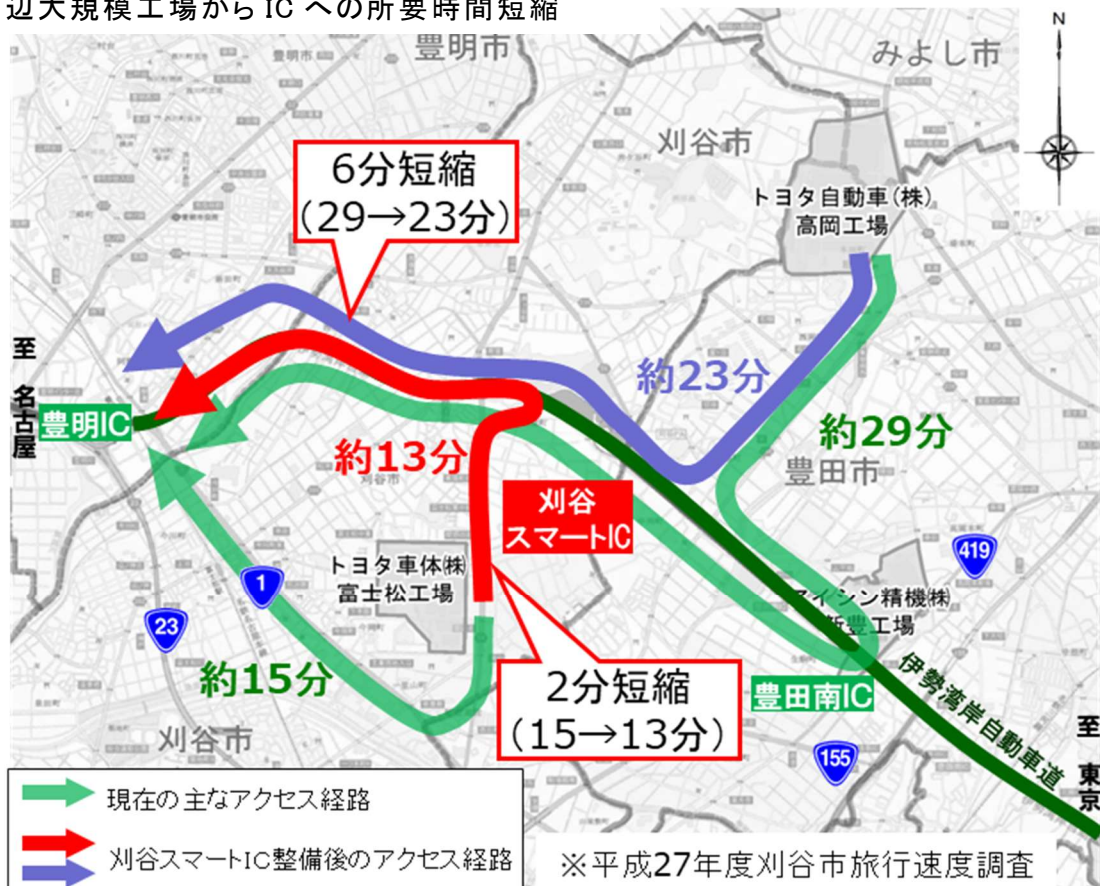 辺大規模工場からIC への所要時間短縮
N
豊明市
豊明市
みよし市
刈谷市
6分短縮
(29→23分)
トヨタ自動車(株)
高岡工場
至 名古屋
豊明IC
約23分
約29分
豊田市
約13分
刈谷市
刈谷
スマートIC
419
トヨタ車体㈱
富士松工場
アイシン精機㈱
新豊工場
1
23
約15分
2分短縮
(15→13分)
豊田南IC
伊勢湾岸自動車道
至 東京
刈谷市
155
現在の主なアクセス経路
刈谷スマートIC整備後のアクセス経路
※平成27年度刈谷市旅行速度調査